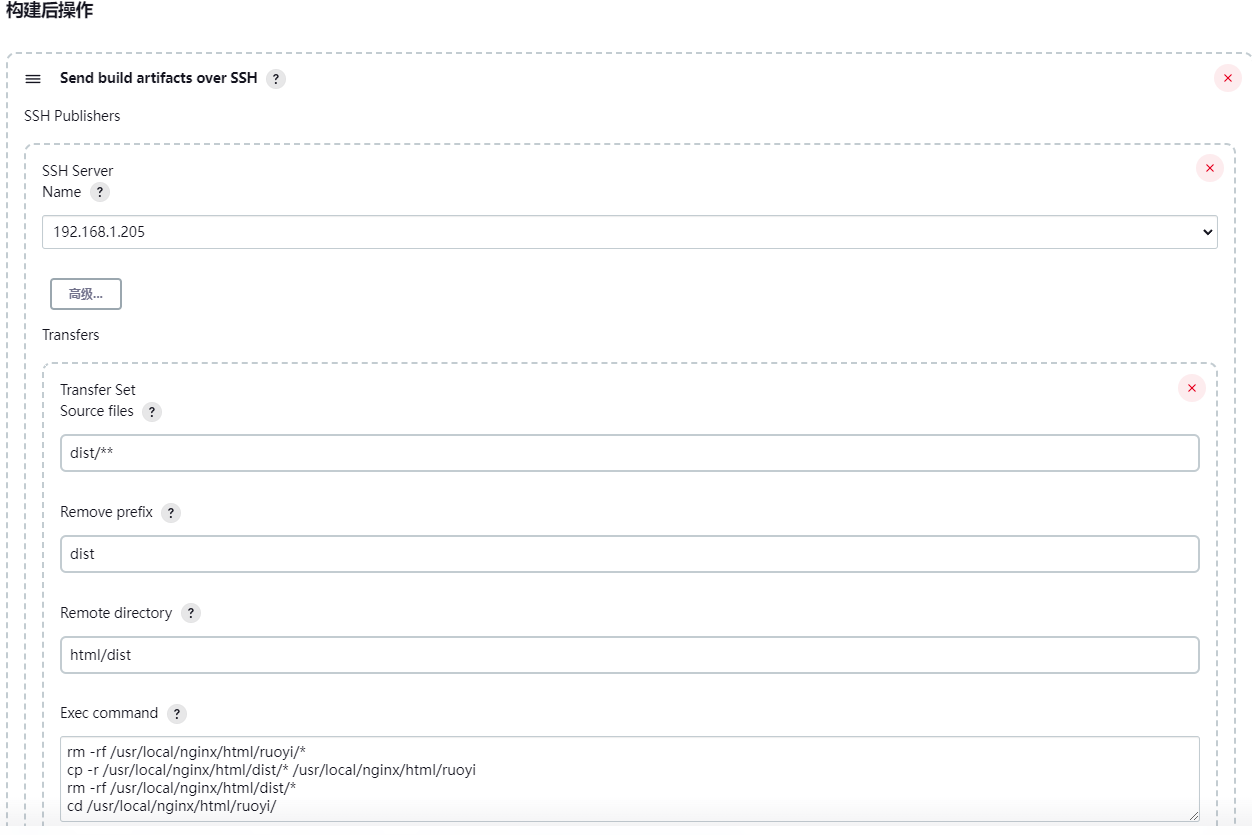 构建后操作
Send build artifacts over SSH ?
SSH Publishers
SSH Server
Name ?
192.168.1.205
高级...
Transfers
Transfer Set
Source files ?
dist/**
Remove prefix ?
dist
Remote directory ?
html/dist
Exec command ?
rm -rf /usr/local/nginx/html/ruoyi/*
cp -r /usr/local/nginx/html/dist/* /usr/local/nginx/html/ruoyi
rm -rf /usr/local/nginx/html/dist/*
cd /usr/local/nginx/html/ruoyi/